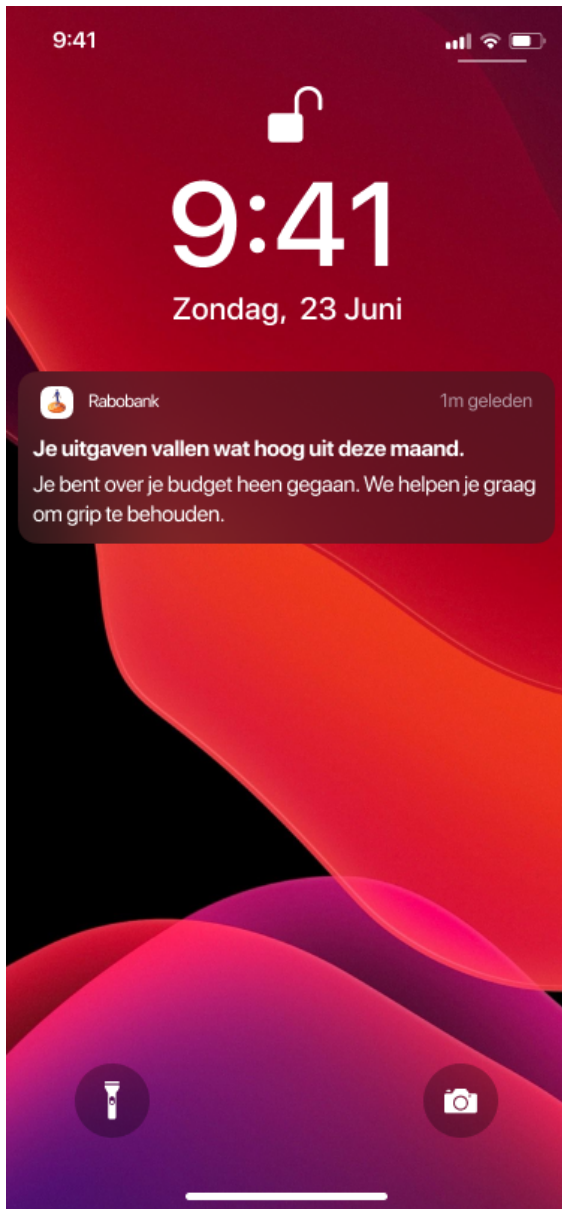 9:41
9:41
Zondag, 23 Juni
Rabobank 1m geleden
Je uitgaven vallen wat hoog uit deze maand.
Je bent over je budget heen gegaan. We helpen je graag
om grip te behouden.